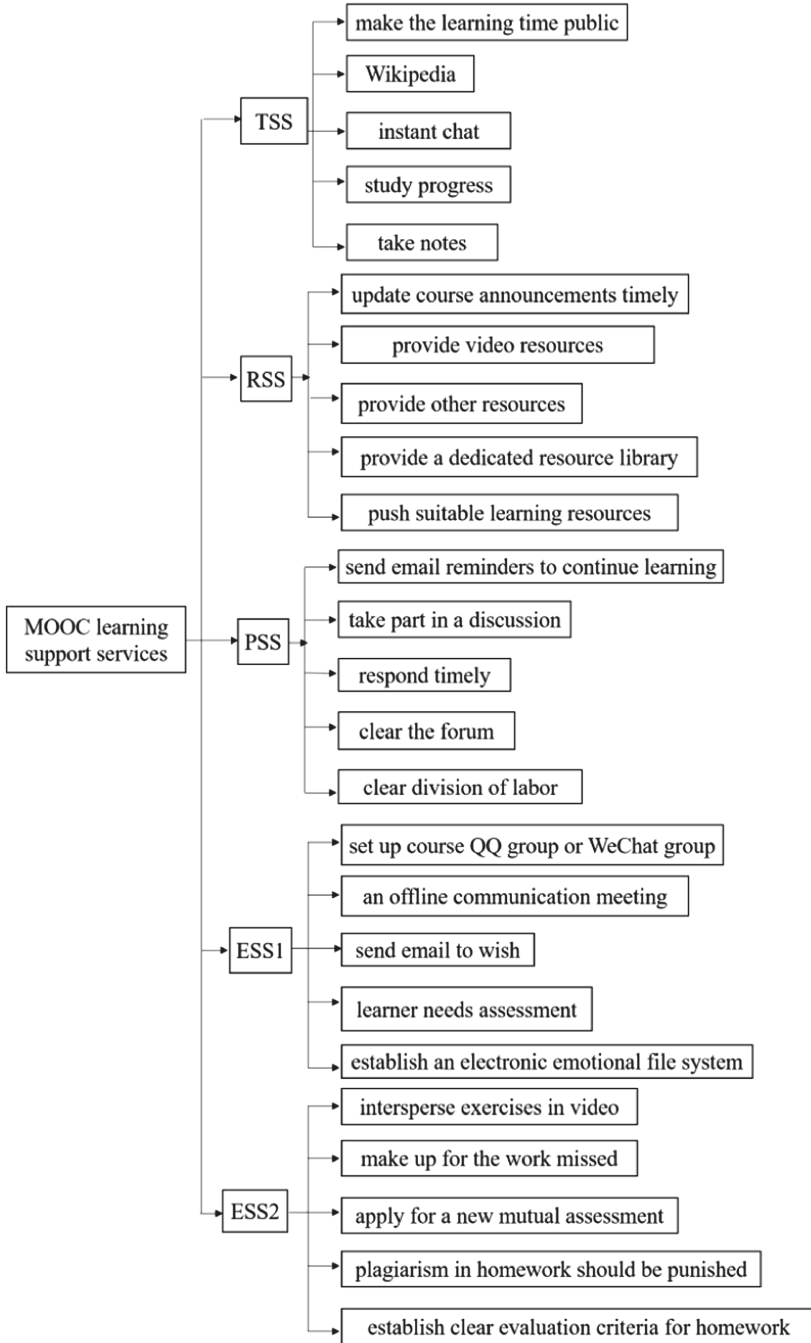 MOOC learning
support services
TSS
make the learning time public
Wikipedia
instant chat
study progress
take notes
RSS
update course announcements timely
provide video resources
provide other resources
provide a dedicated resource library
push suitable learning resources
PSS
send email reminders to continue learning
take part in a discussion
respond timely
clear the forum
clear division of labor
ESS1
set up course QQ group or WeChat group
an offline communication meeting
send email to wish
learner needs assessment
establish an electronic emotional file system
ESS2
intersperse exercises in video
make up for the work missed
apply for a new mutual assessment
plagiarism in homework should be punished
establish clear evaluation criteria for homework